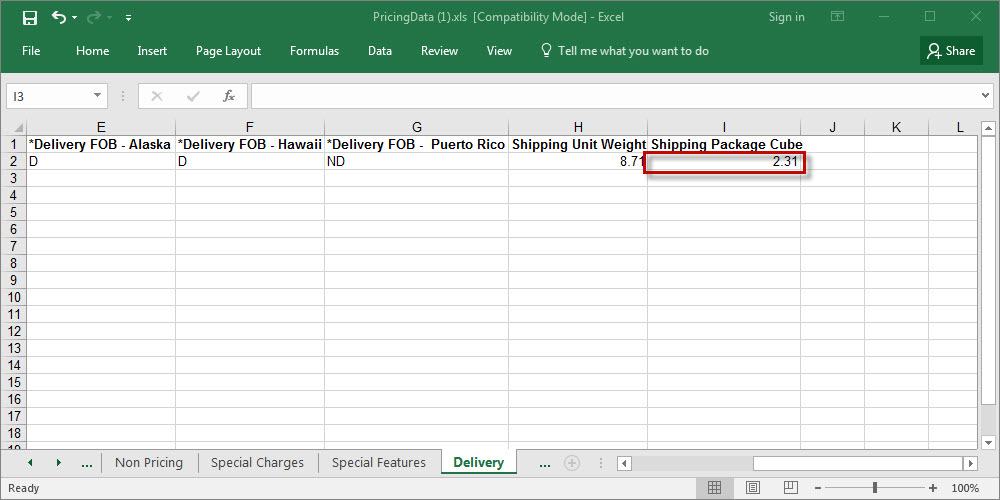 PricingData (1).xls [Compatibility Mode] - Excel
Sign in
File Home Insert Page Layout Formulas Data Review View Tell me what you want to do Share
I3 fx
E F G H I J K L
1 *Delivery FOB - Alaska *Delivery FOB - Hawaii *Delivery FOB - Puerto Rico Shipping Unit Weight Shipping Package Cube
2 D D ND 8.71 2.31
3
4
5
6
7
8
9
10
11
12
13
14
15
16
17
18
19
... Non Pricing Special Charges Special Features Delivery ...
Ready 100%